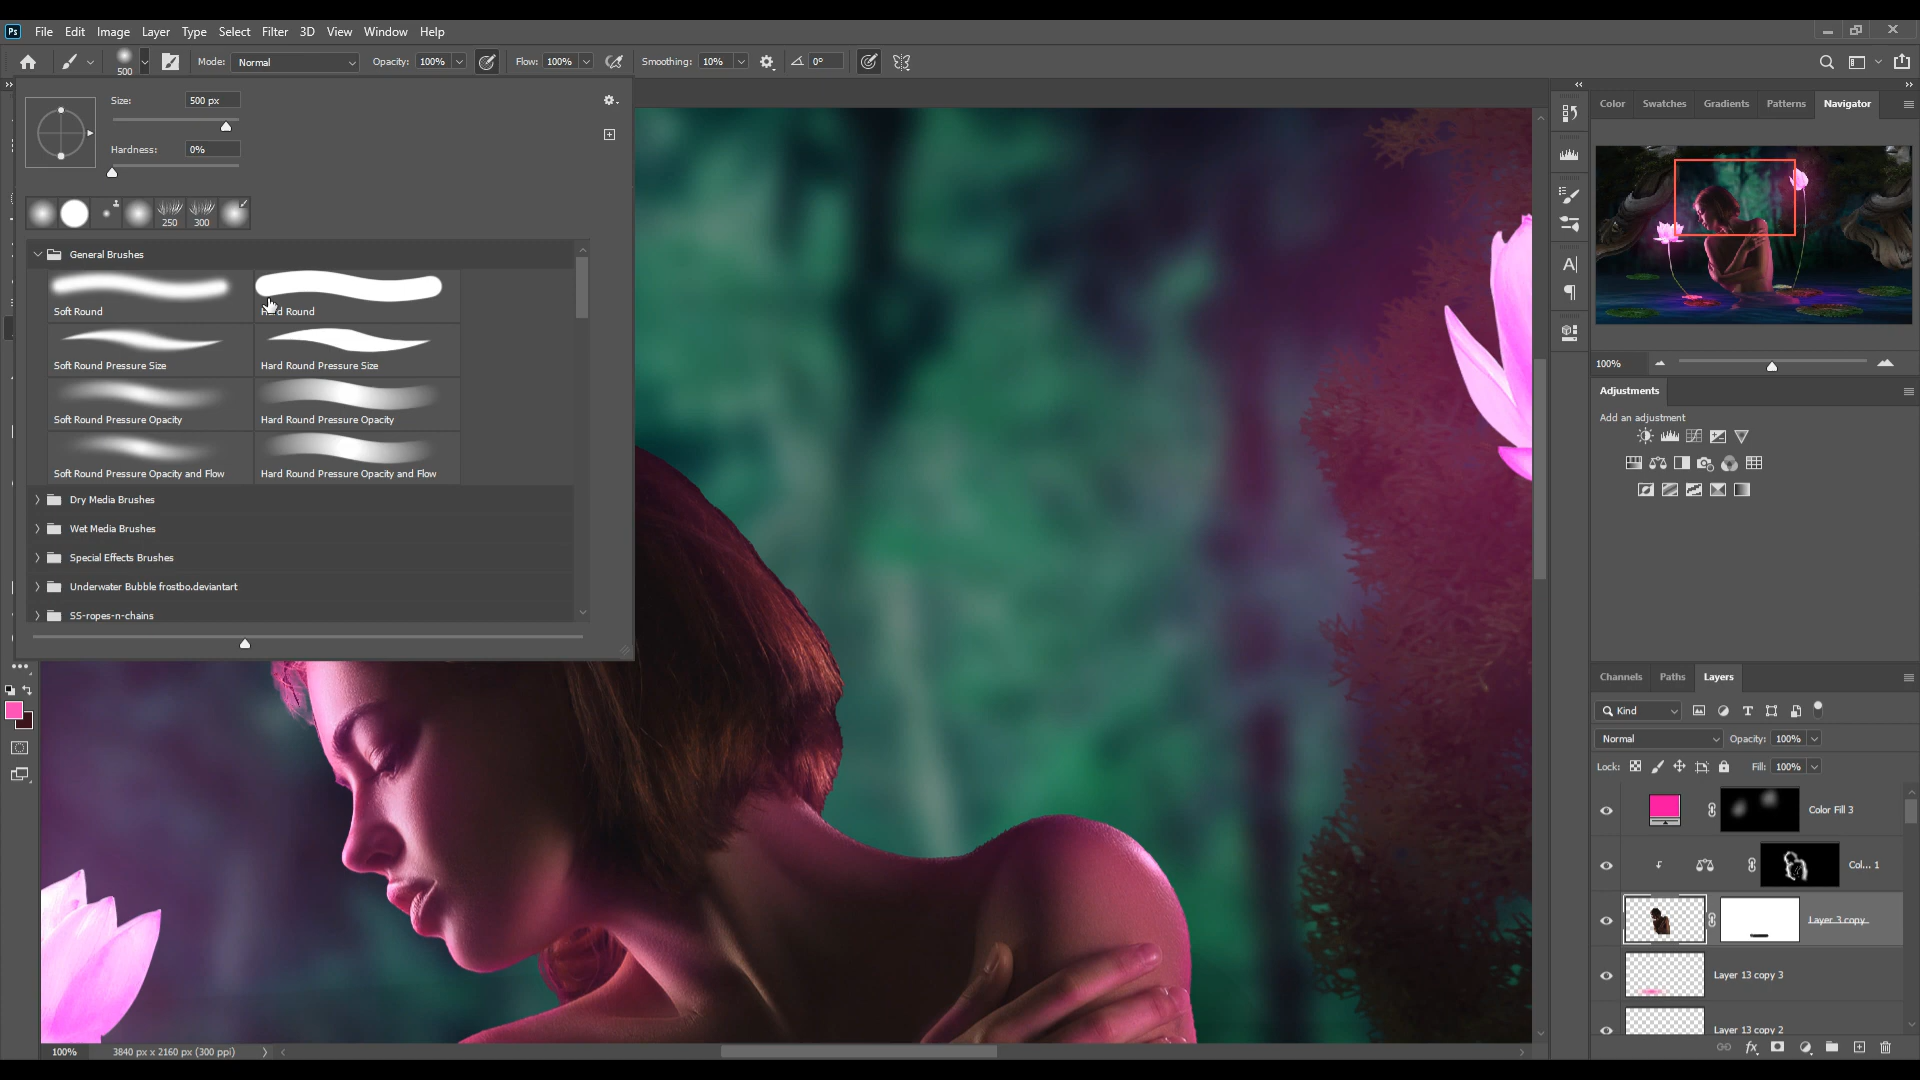 Ps File Edit Image Layer Type Select Filter 3D View Window Help
500 Mode: Normal Opacity: 100% Flow: 100% Smoothing: 10% 0°
Size: 500 px
Hardness: 0%
250 300
General Brushes
Soft Round Hard Round
Soft Round Pressure Size Hard Round Pressure Size
Soft Round Pressure Opacity Hard Round Pressure Opacity
Soft Round Pressure Opacity and Flow Hard Round Pressure Opacity and Flow
Dry Media Brushes
Wet Media Brushes
Special Effects Brushes
Underwater Bubble frostbo.deviantart
SS-ropes-n-chains
100% 3840 px x 2160 px (300 ppi)
Color Swatches Gradients Patterns Navigator
100%
Adjustments
Add an adjustment
Channels Paths Layers
Kind
Normal Opacity: 100%
Lock: Fill: 100%
Color Fill 3
Col... 1
Layer 3 copy
Layer 13 copy 3
Layer 13 copy 2